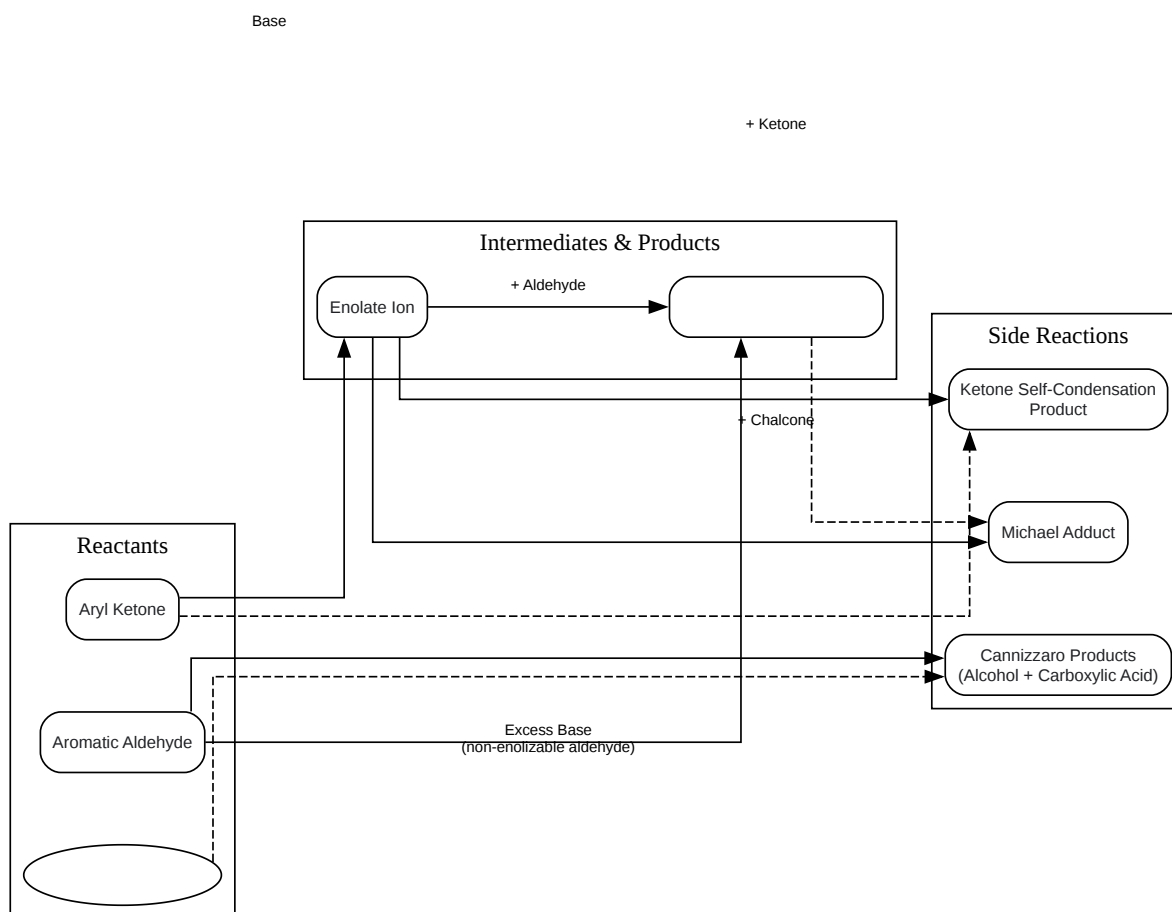 Base
+ Ketone
Intermediates & Products
+ Aldehyde
Enolate Ion
Side Reactions
Ketone Self-Condensation
Product
+ Chalcone
Michael Adduct
Reactants
Aryl Ketone
Cannizzaro Products
(Alcohol + Carboxylic Acid)
Aromatic Aldehyde
Excess Base
(non-enolizable aldehyde)